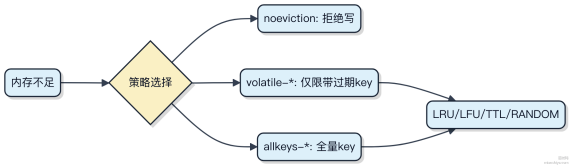 noeviction: 拒绝写
内存不足
策略选择
volatile-*: 仅限带过期key
LRU/LFU/TTL/RANDOM
allkeys-*: 全量key